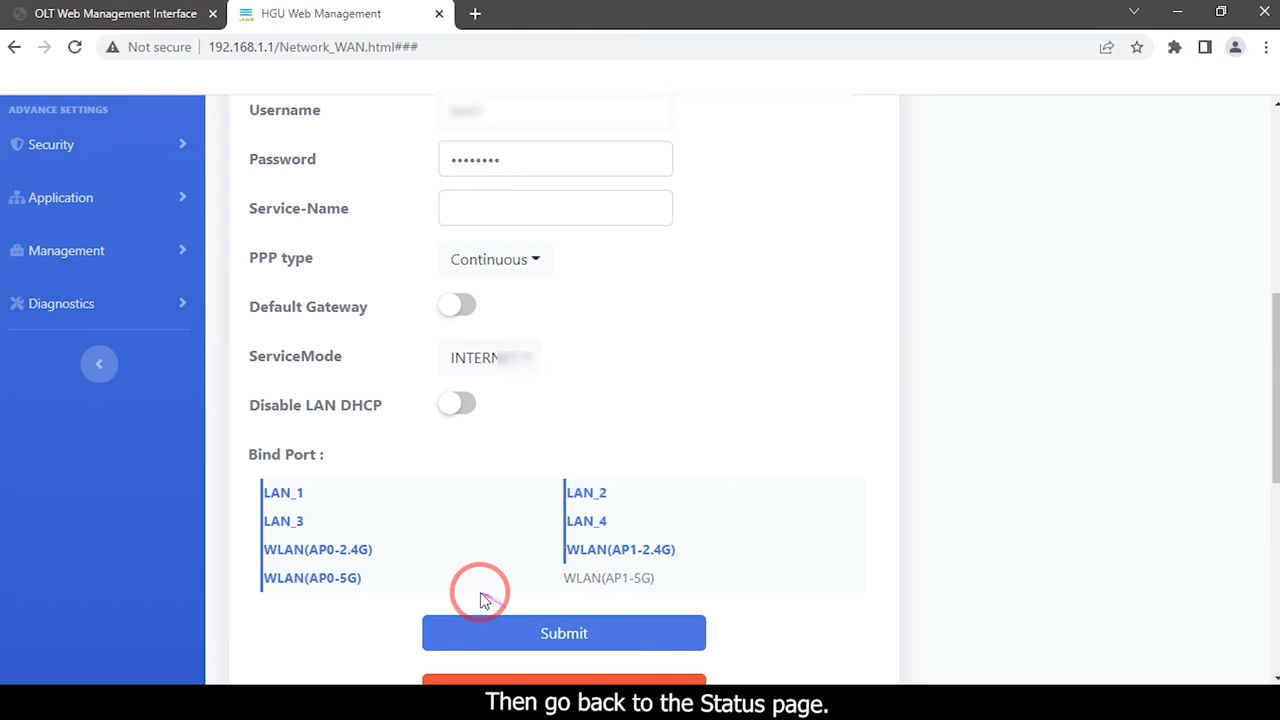 OLT Web Management Interface
HGU Web Management
Not secure
192.168.1.1/Network_WAN.html###
ADVANCE SETTINGS
Security
Application
Management
Diagnostics
Username
Password
••••••••
Service-Name
PPP type
Continuous
Default Gateway
ServiceMode
Disable LAN DHCP
Bind Port :
LAN_1
LAN_2
LAN_3
LAN_4
WLAN(AP0-2.4G)
WLAN(AP1-2.4G)
WLAN(AP0-5G)
WLAN(AP1-5G)
Submit
Then go back to the Status page.